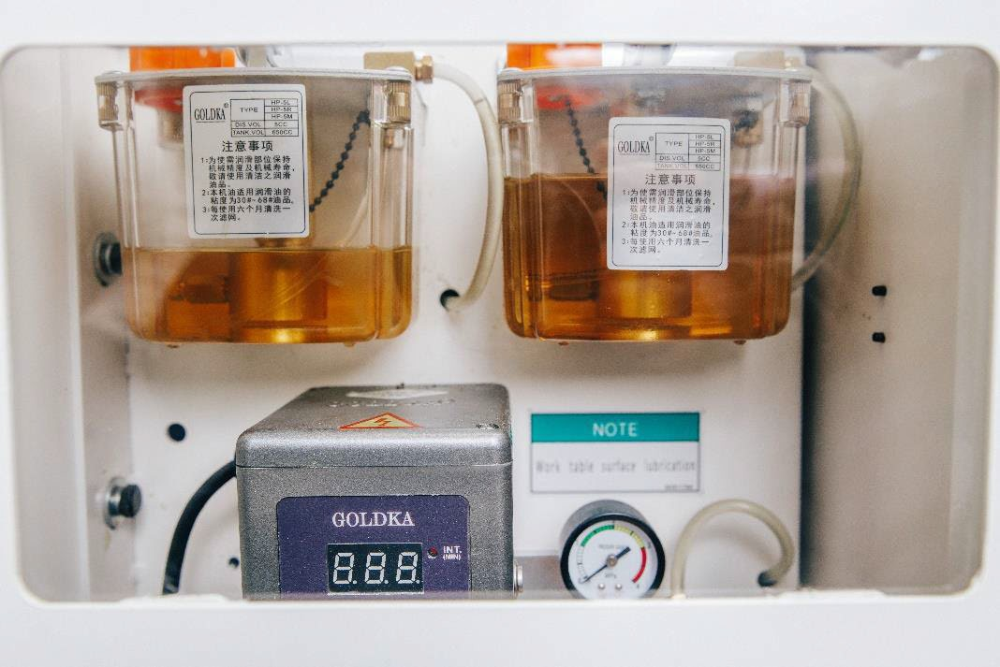 GOLDKA®
TYPE
HP-5L
HP-5R
HP-5M
DIS.VOL 5CC
TANK.VOL 650CC
注意事项
1:为使需润滑部位保持
机械精度及机械寿命,
敬请使用清洁之润滑
油品。
2:本机油适用润滑油的
粘度为30#~68#油品。
3:每使用六个月清洗一
次滤网。
GOLDKA®
TYPE
HP-5L
HP-5R
HP-5M
DIS.VOL 5CC
TANK.VOL 650CC
注意事项
1:为使需润滑部位保持
机械精度及机械寿命,
敬请使用清洁之润滑
油品。
2:本机油适用润滑油的
粘度为30#~68#油品。
3:每使用六个月清洗一
次滤网。
NOTE
Work table surface lubrication
GOLDKA
8.8.8
INT.
(MIN)